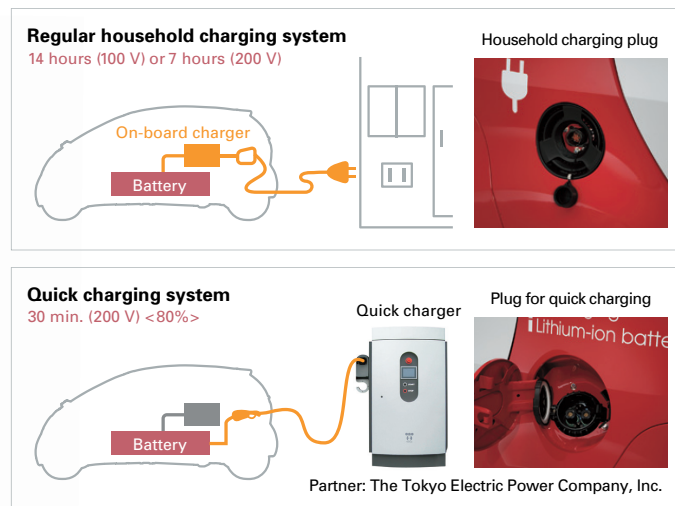 Regular household charging system
14 hours (100 V) or 7 hours (200 V)
Household charging plug
On-board charger
Battery
Quick charging system
30 min. (200 V) <80%>
Quick charger
Plug for quick charging
Lithium-ion batte
Battery
Partner: The Tokyo Electric Power Company, Inc.